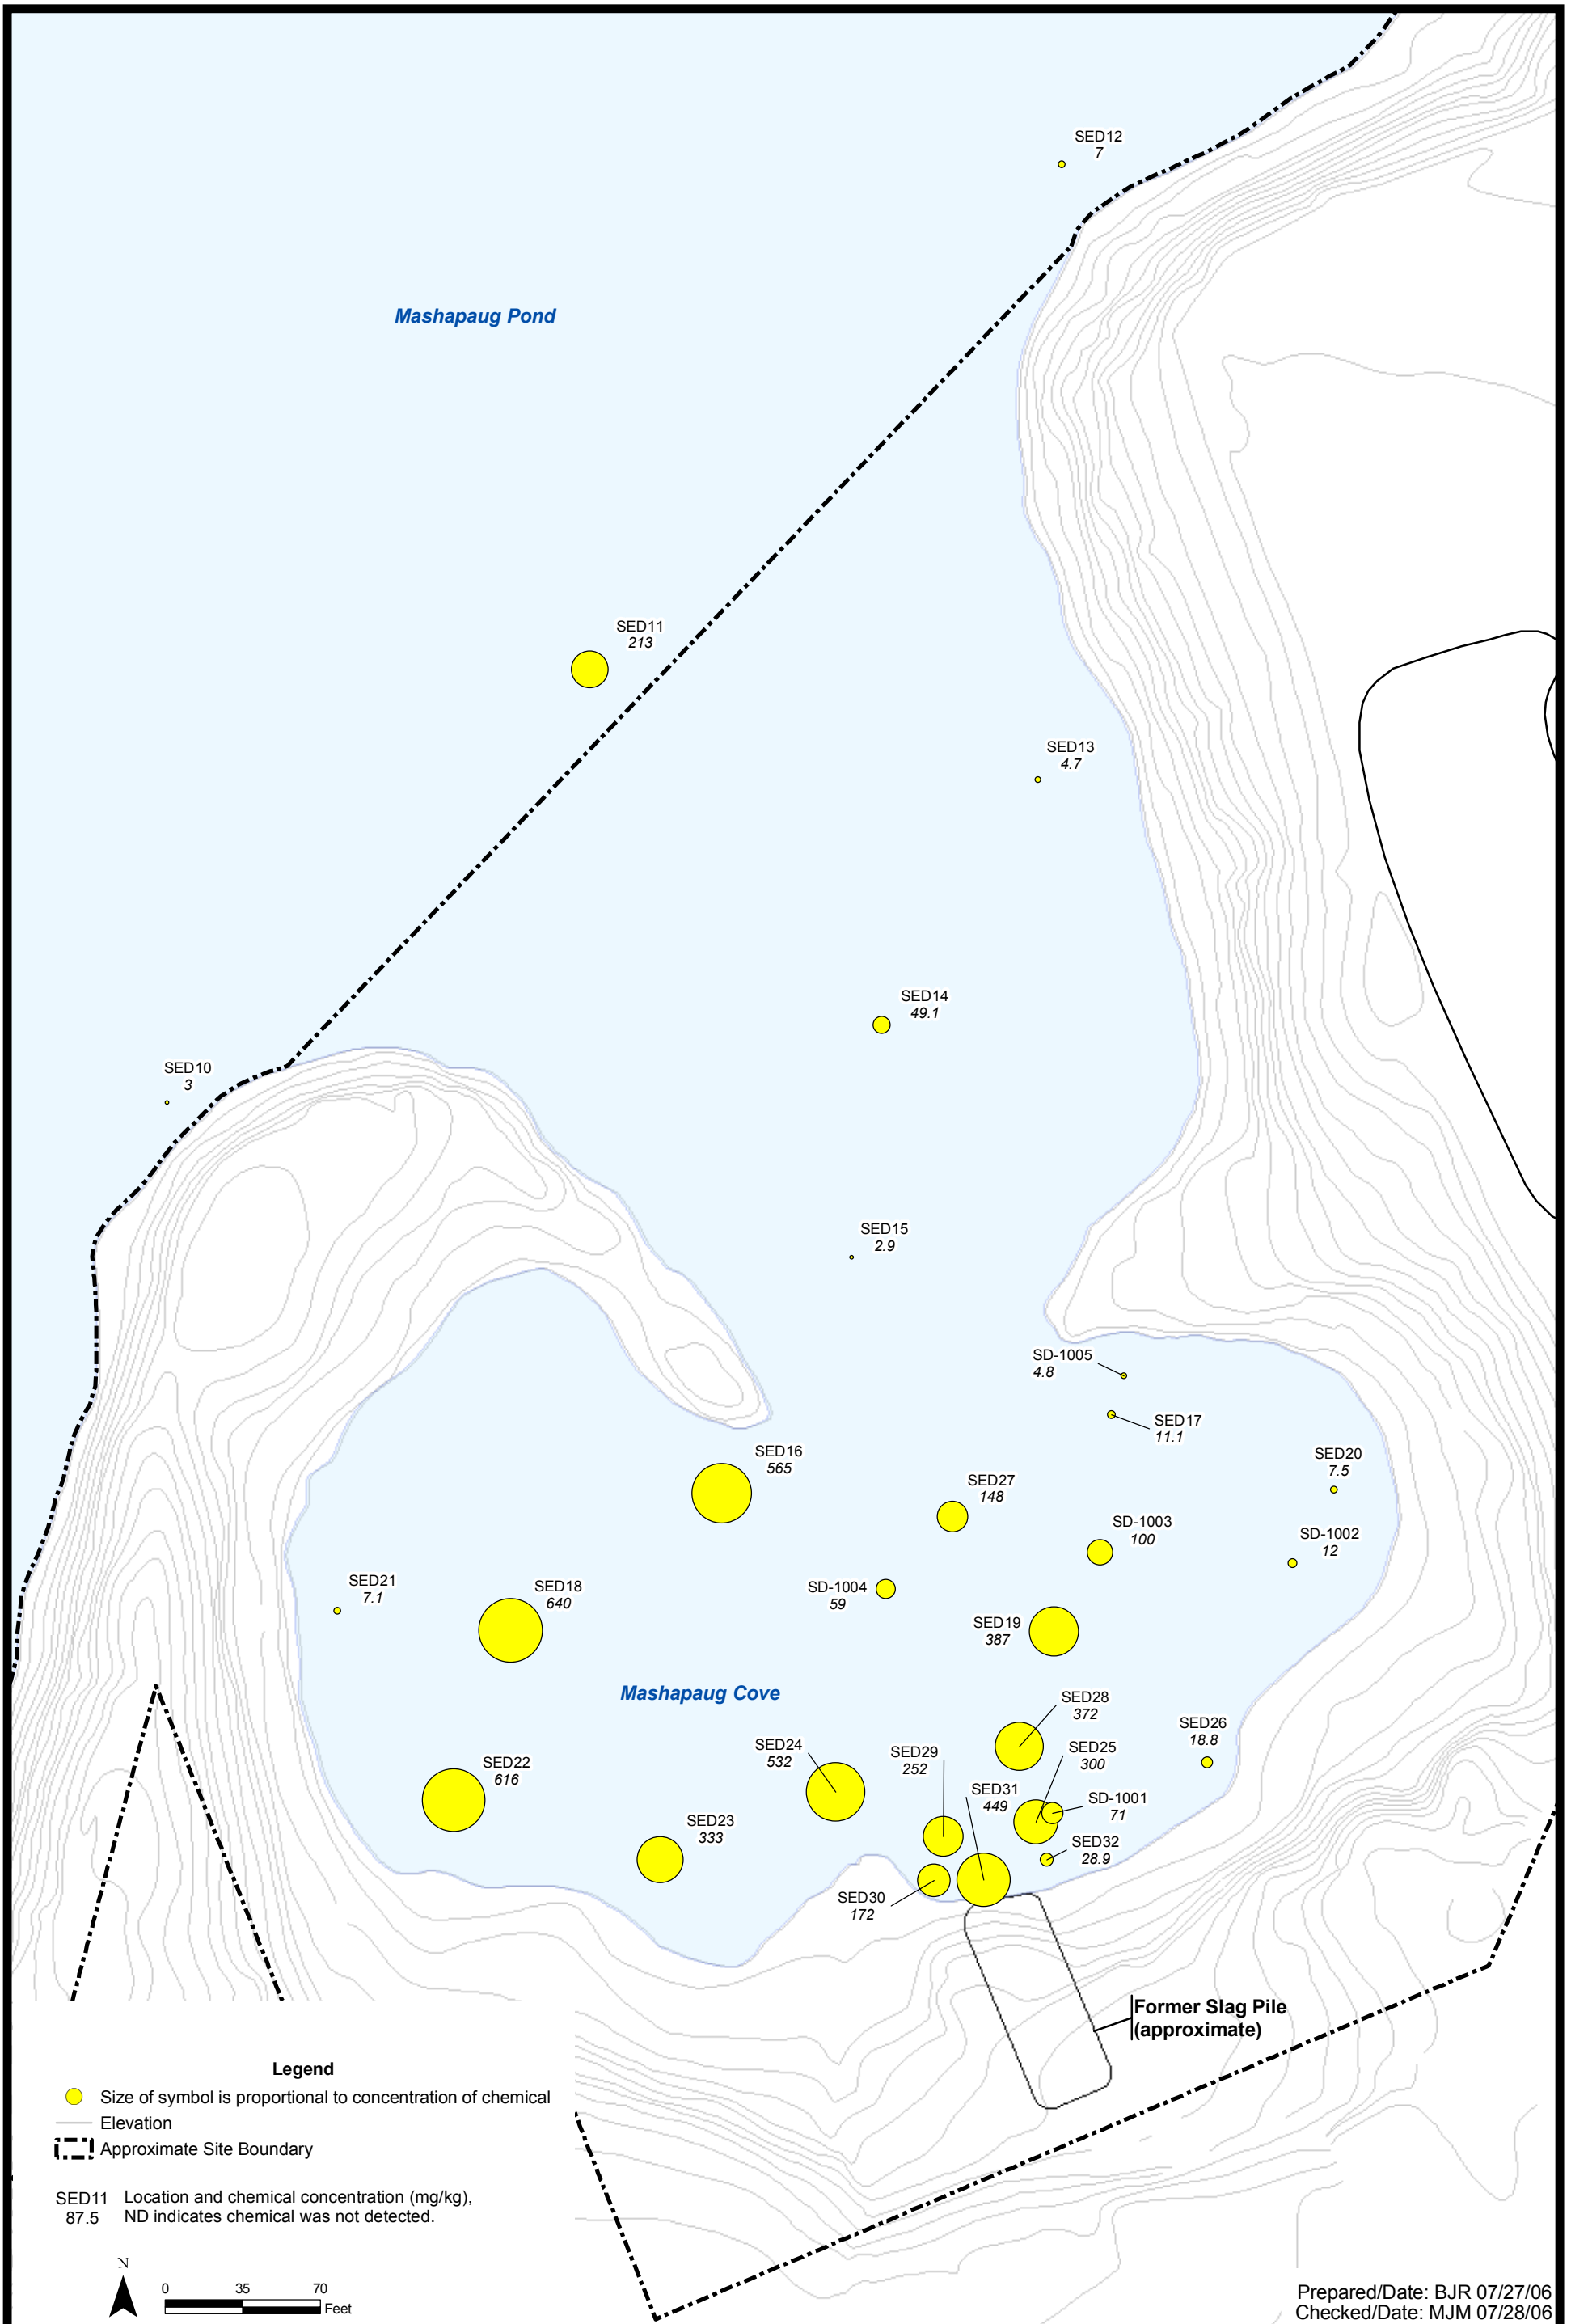 SED12
7
Mashapaug Pond
SED11
213
SED13
4.7
SED14
49.1
SED10
3
SED15
2.9
SD-1005
4.8
SED17
11.1
SED16
565
SED20
7.5
SED27
148
SD-1003
100
SD-1002
12
SED21
7.1
SED18
640
SD-1004
59
SED19
387
Mashapaug Cove
SED28
372
SED26
18.8
SED24
532
SED29
252
SED25
300
SED22
616
SED31
449
SD-1001
71
SED23
333
SED32
28.9
SED30
172
Former Slag Pile
(approximate)
Legend
Size of symbol is proportional to concentration of chemical
Elevation
Approximate Site Boundary
SED11 Location and chemical concentration (mg/kg),
87.5 ND indicates chemical was not detected.
N
0 35 70
Feet
Prepared/Date: BJR 07/27/06
Checked/Date: MJM 07/28/06